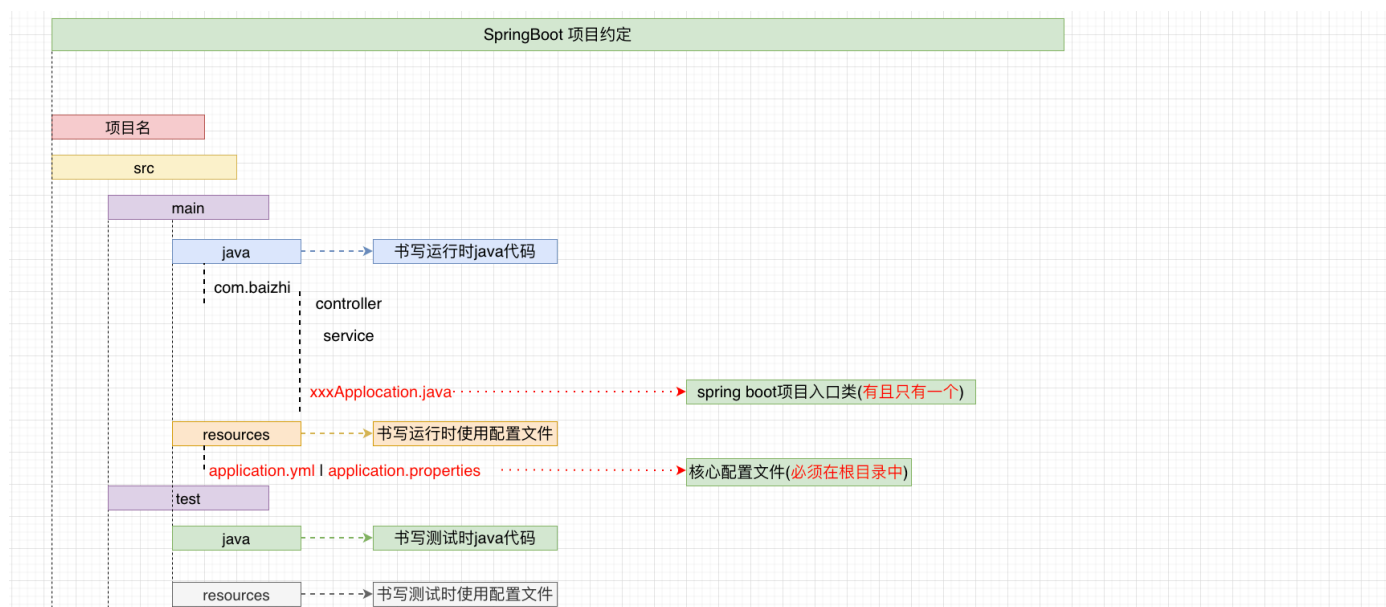 SpringBoot 项目约定
项目名
src
main
java
书写运行时java代码
com.baizhi
controller
service
xxxApplocation.java
spring boot项目入口类(有且只有一个)
resources
书写运行时使用配置文件
application.yml I application.properties
核心配置文件(必须在根目录中)
test
java
书写测试时java代码
resources
书写测试时使用配置文件